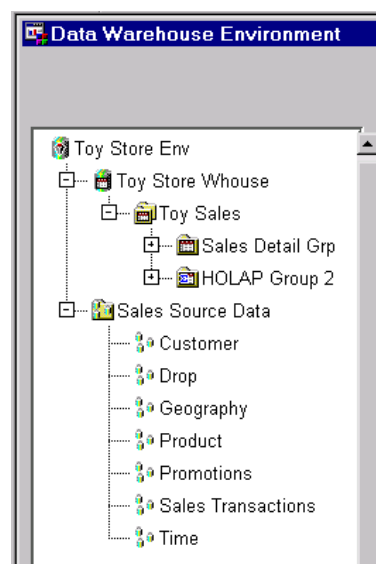 Data Warehouse Environment
Toy Store Env
Toy Store Whouse
Toy Sales
Sales Detail Grp
HOLAP Group 2
Sales Source Data
Customer
Drop
Geography
Product
Promotions
Sales Transactions
Time